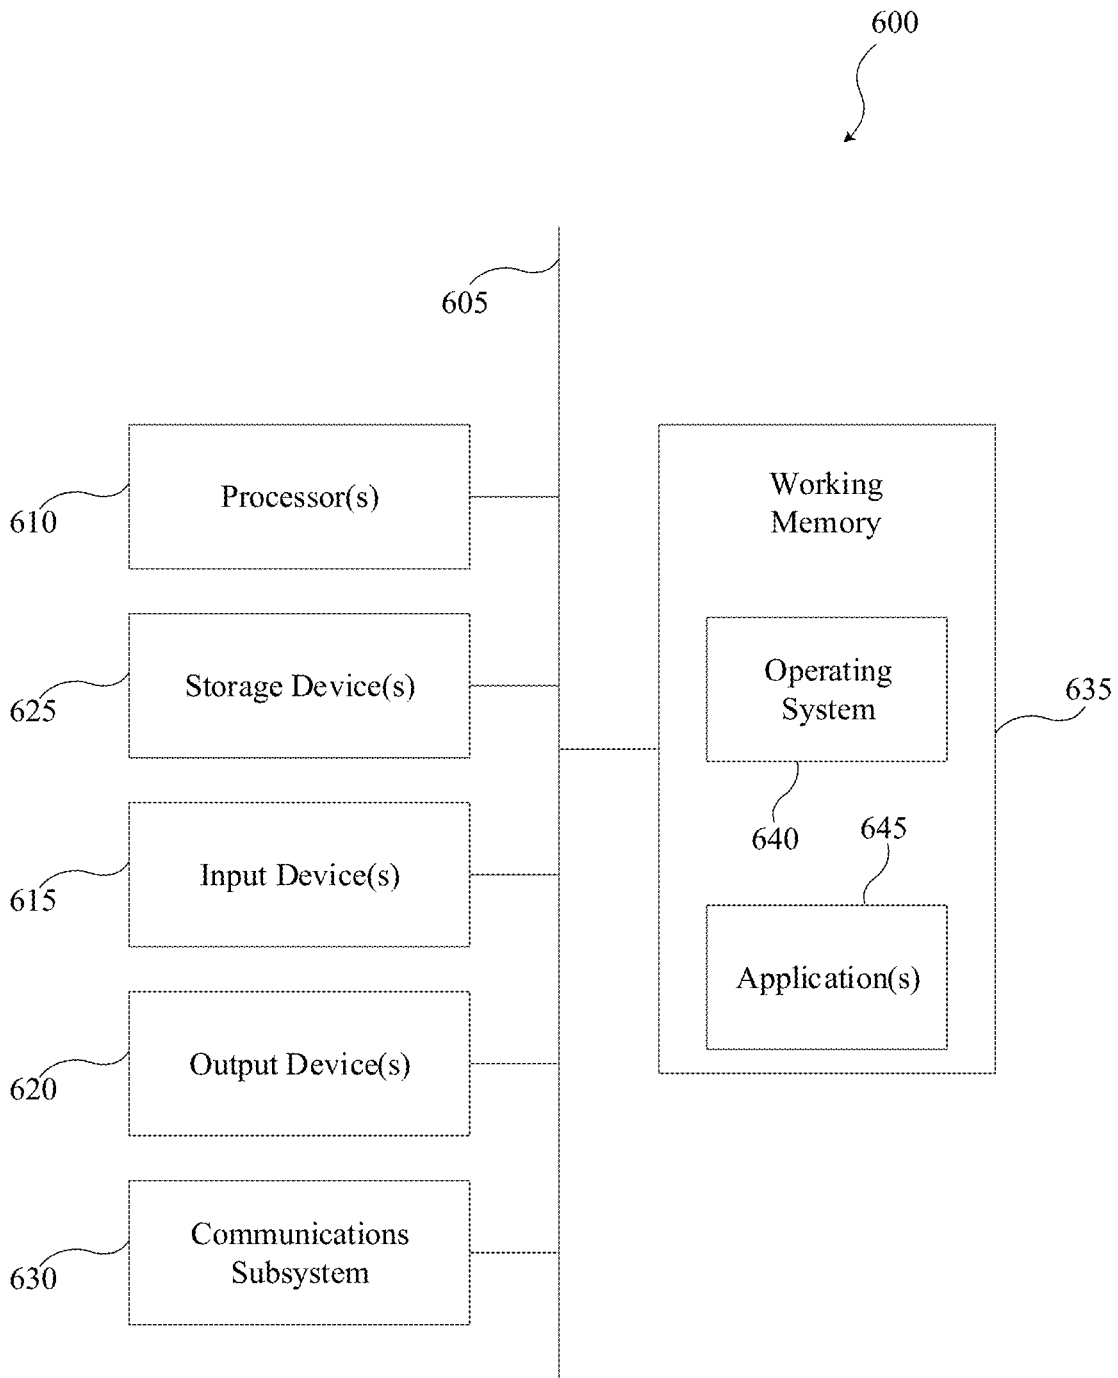 600
605
Processor(s)
610
Storage Device(s)
625
Input Device(s)
615
Output Device(s)
620
Communications
Subsystem
630
Working
Memory
Operating
System
635
640
645
Application(s)